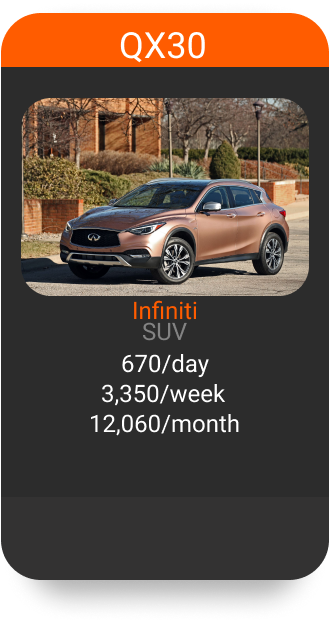 QX30
Infiniti
SUV
670/day
3,350/week
12,060/month